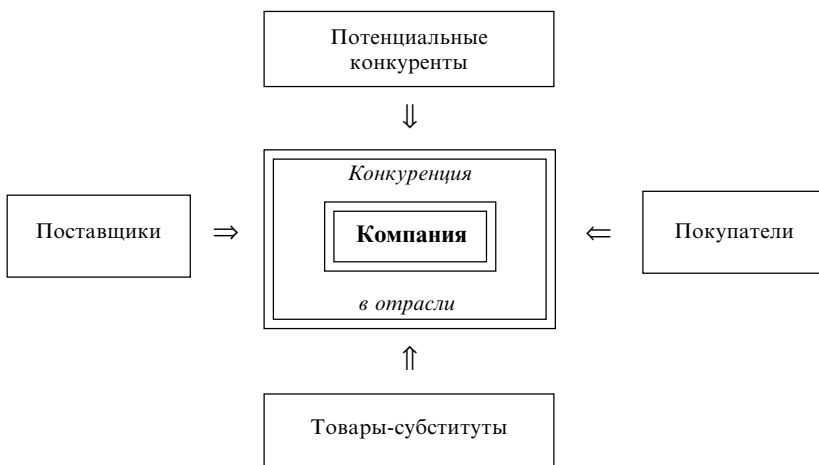 Потенциальные
конкуренты
⇓
Конкуренция
Поставщики ⇒ Компания ⇐ Покупатели
в отрасли
⇑
Товары-субституты